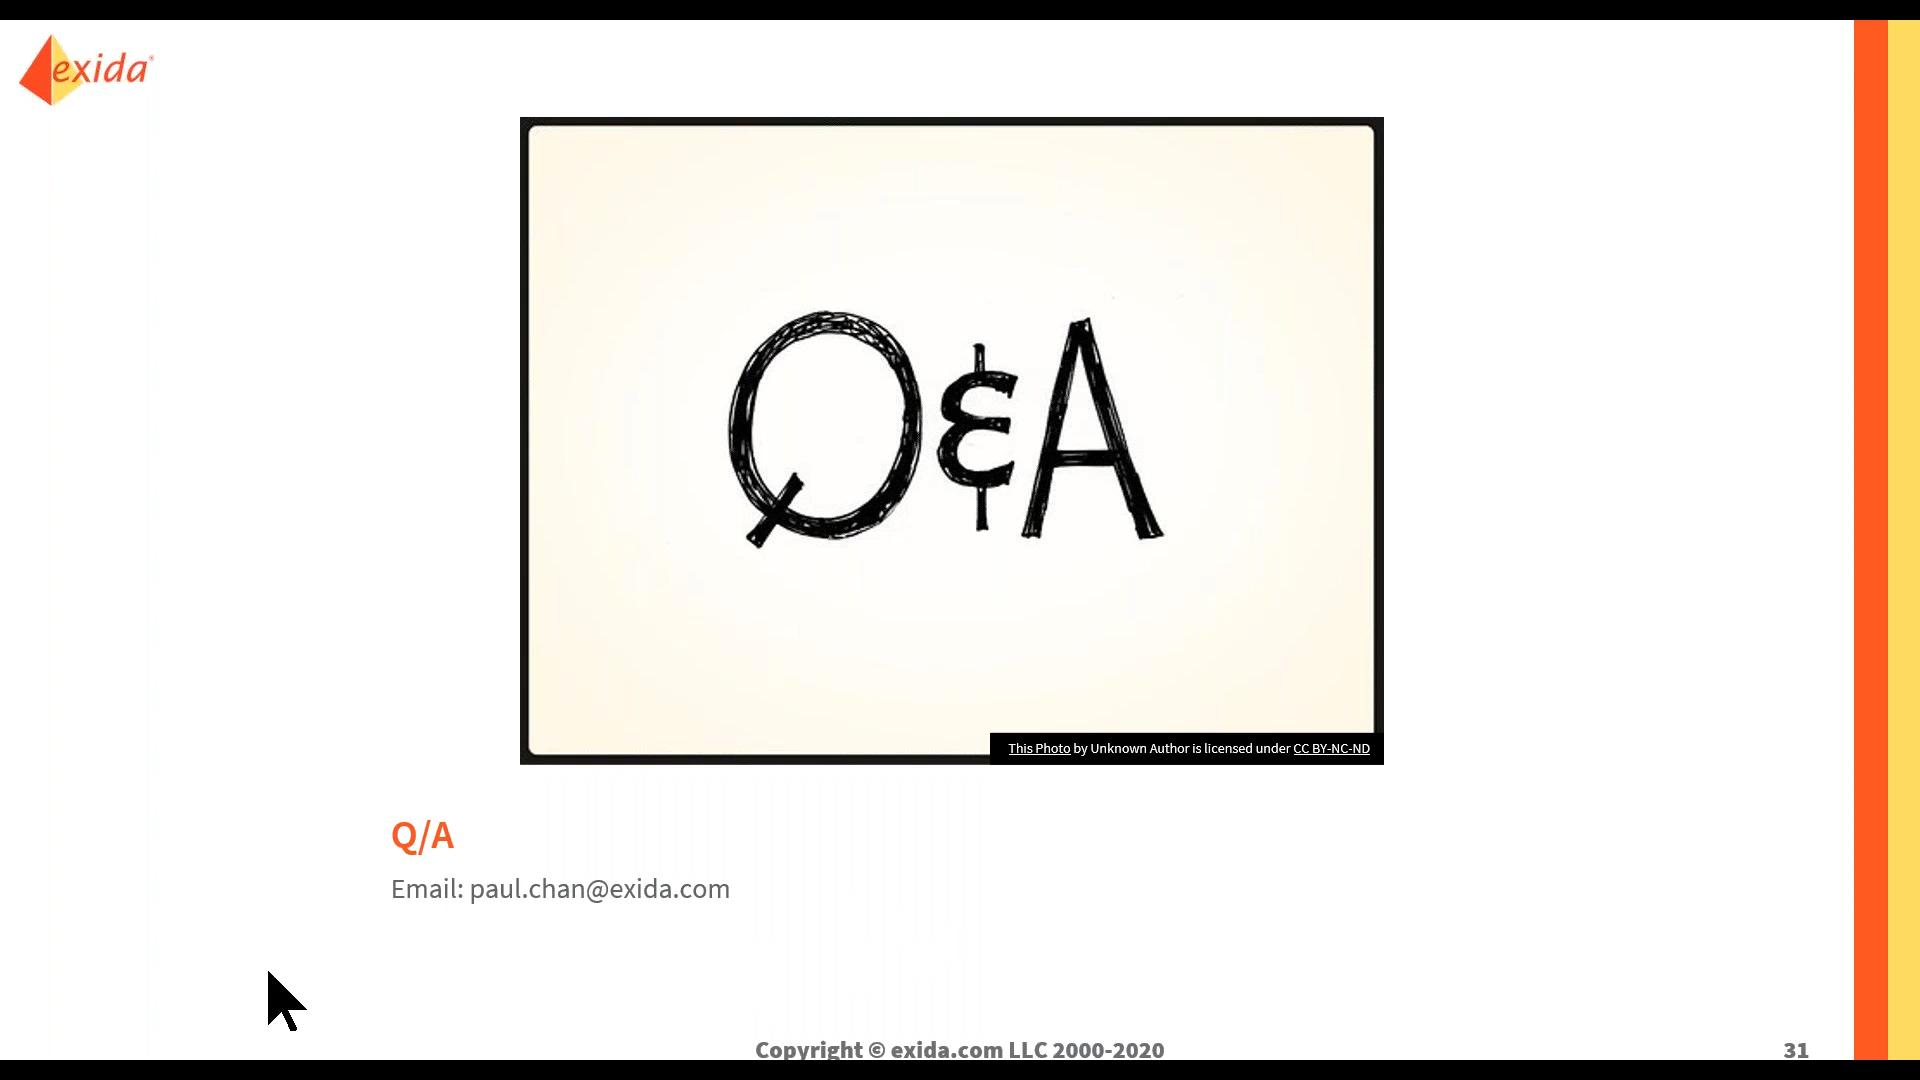 exida
Q&A
This Photo by Unknown Author is licensed under CC BY-NC-ND
Q/A
Email: paul.chan@exida.com
Copyright © exida.com LLC 2000-2020
31